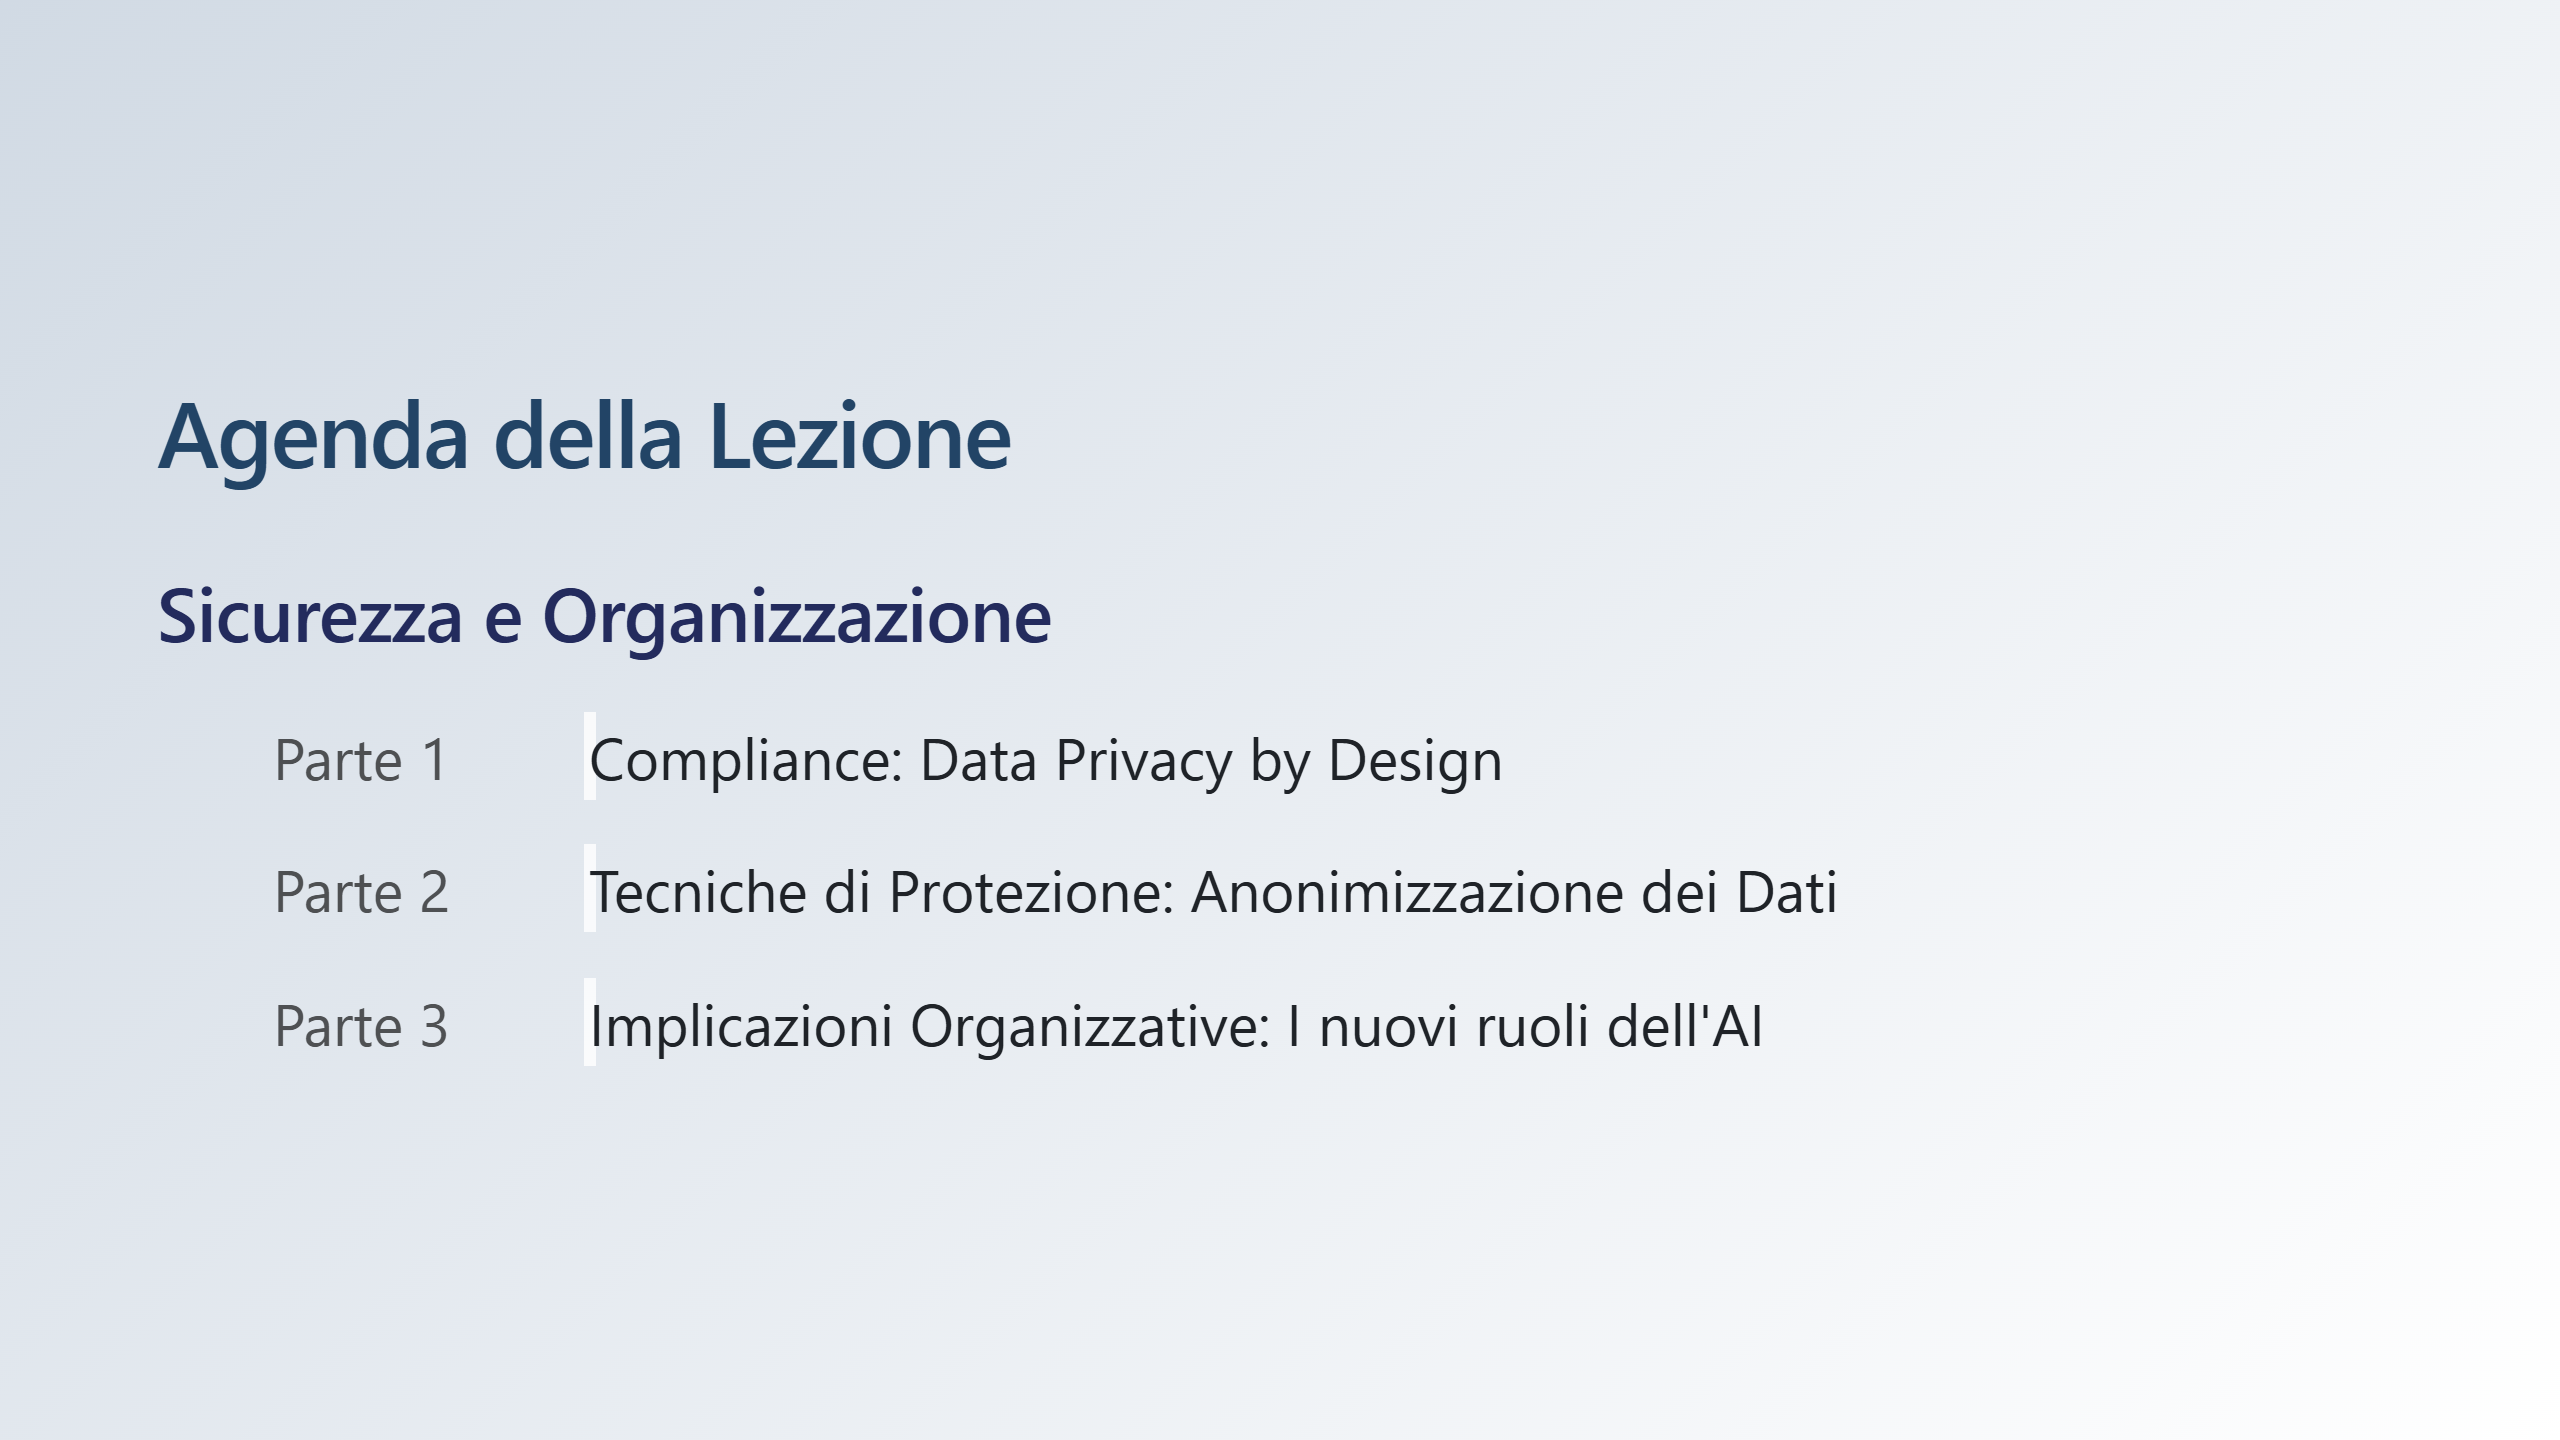 Agenda della Lezione
Sicurezza e Organizzazione
Parte 1 Compliance: Data Privacy by Design
Parte 2 Tecniche di Protezione: Anonimizzazione dei Dati
Parte 3 Implicazioni Organizzative: I nuovi ruoli dell'AI